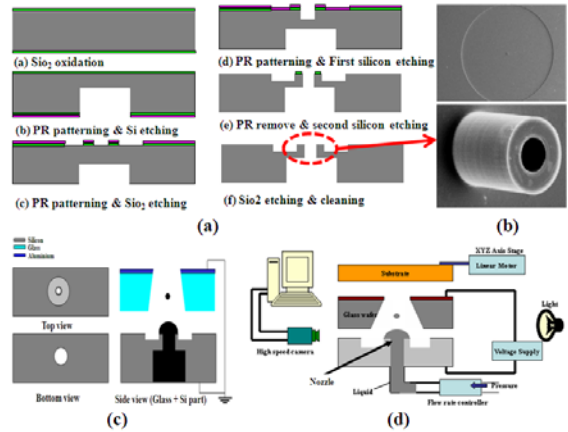 (a) Sio2 oxidation
(b) PR patterning & Si etching
(c) PR patterning & Sio2 etching
(d) PR patterning & First silicon etching
(e) PR remove & second silicon etching
(f) Sio2 etching & cleaning
(a)
(b)
Silicon
Glass
Aluminium
Top view
Bottom view
Side view (Glass + Si part)
(c)
XYZ Axis Stage
Linear Motor
Substrate
Glass wafer
Light
High speed camera
Voltage Supply
Nozzle
Liquid
Pressure
Flow rate controller
(d)